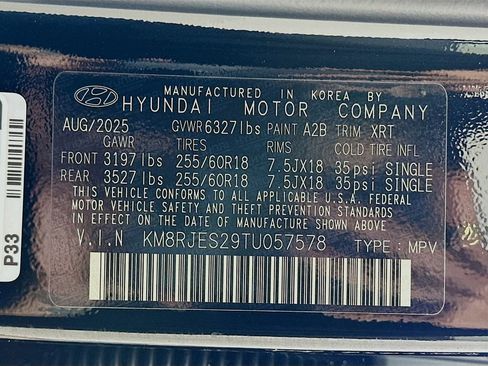 MANUFACTURED IN KOREA BY
HYUNDAI MOTOR COMPANY
AUG/2025 GVWR 6327lbs PAINT A2B TRIM XRT
GAWR TIRES RIMS COLD TIRE INFL
FRONT 3197lbs 255/60R18 7.5JX18 35psi SINGLE
REAR 3527lbs 255/60R18 7.5JX18 35psi SINGLE
THIS VEHICLE CONFORMS TO ALL APPLICABLE U.S.A. FEDERAL
MOTOR VEHICLE SAFETY, BUMPER, AND THEFT PREVENTION STANDARDS
IN EFFECT ON THE DATE OF MANUFACTURE SHOWN ABOVE
V.I.N KM8RJES29TU057578 TYPE : MPV
P33